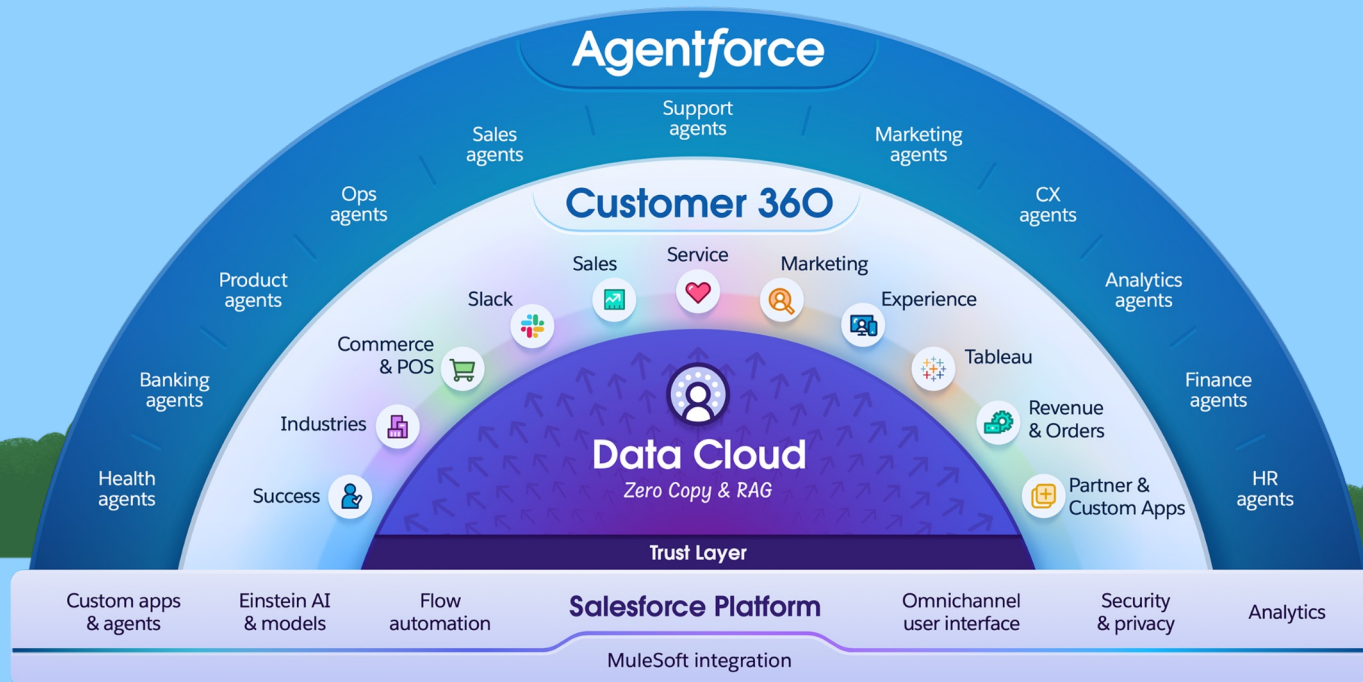 Agentforce
Health
agents
Banking
agents
Product
agents
Ops
agents
Sales
agents
Support
agents
Marketing
agents
CX
agents
Analytics
agents
Finance
agents
HR
agents
Customer 360
Success
Industries
Commerce
& POS
Slack
Sales
Service
Marketing
Experience
Tableau
Revenue
& Orders
Partner &
Custom Apps
Data Cloud
Zero Copy & RAG
Trust Layer
Custom apps
& agents
Einstein AI
& models
Flow
automation
Salesforce Platform
Omnichannel
user interface
Security
& privacy
Analytics
MuleSoft integration